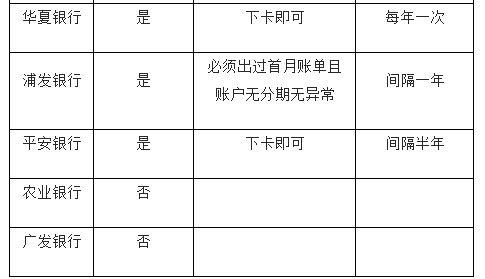 华夏银行 是 下卡即可 每年一次
必须出过首月账单且
浦发银行 是 间隔一年
账户无分期无异常
平安银行 是 下卡即可 间隔半年
农业银行 否
广发银行 否